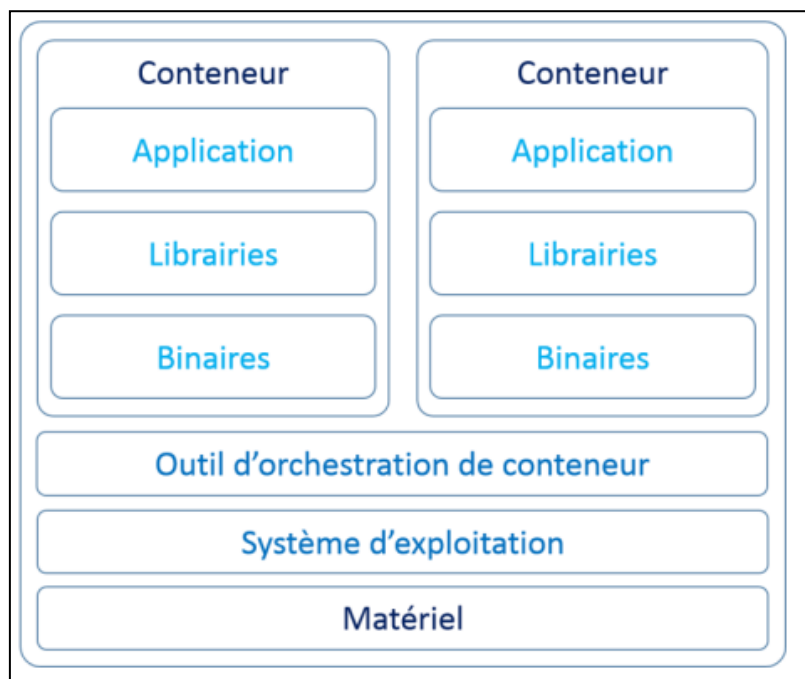 Conteneur
Application
Librairies
Binaires
Conteneur
Application
Librairies
Binaires
Outil d’orchestration de conteneur
Système d’exploitation
Matériel